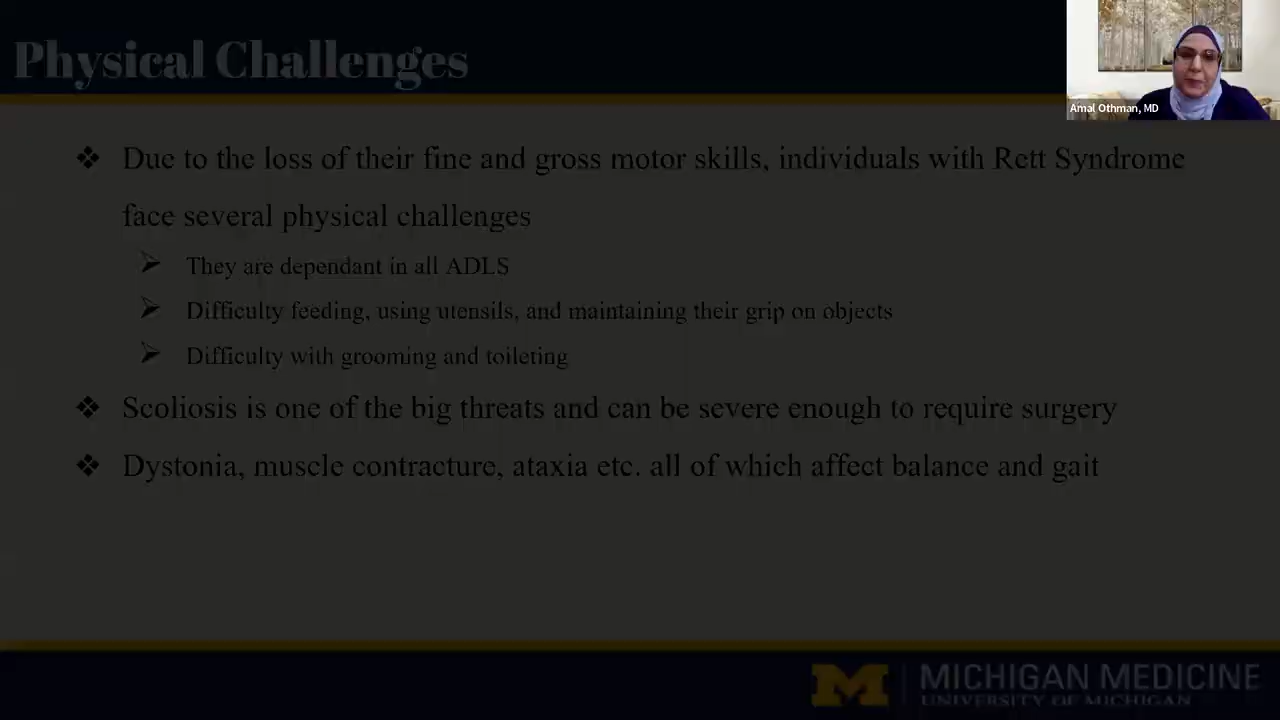 Physical Challenges
Amal Othman, MD
❖ Due to the loss of their fine and gross motor skills, individuals with Rett Syndrome
face several physical challenges
➢ They are dependant in all ADLS
➢ Difficulty feeding, using utensils, and maintaining their grip on objects
➢ Difficulty with grooming and toileting
❖ Scoliosis is one of the big threats and can be severe enough to require surgery
❖ Dystonia, muscle contracture, ataxia etc. all of which affect balance and gait
M | MICHIGAN MEDICINE
UNIVERSITY OF MICHIGAN